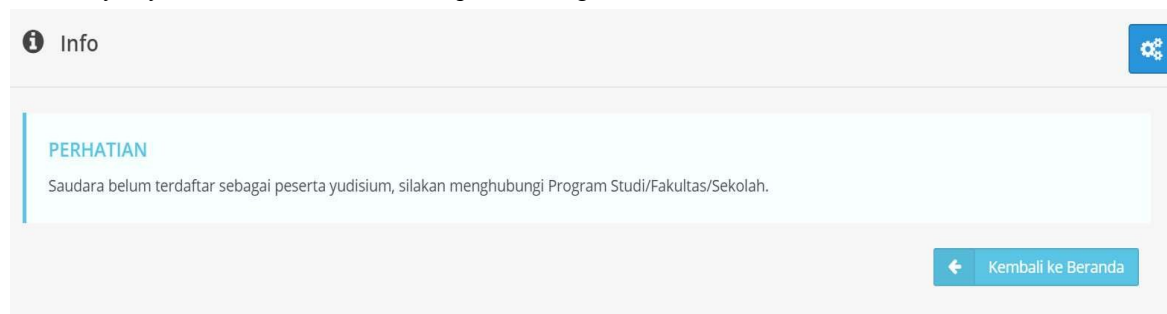 Info
PERHATIAN
Saudara belum terdaftar sebagai peserta yudisium, silakan menghubungi Program Studi/Fakultas/Sekolah.
Kembali ke Beranda